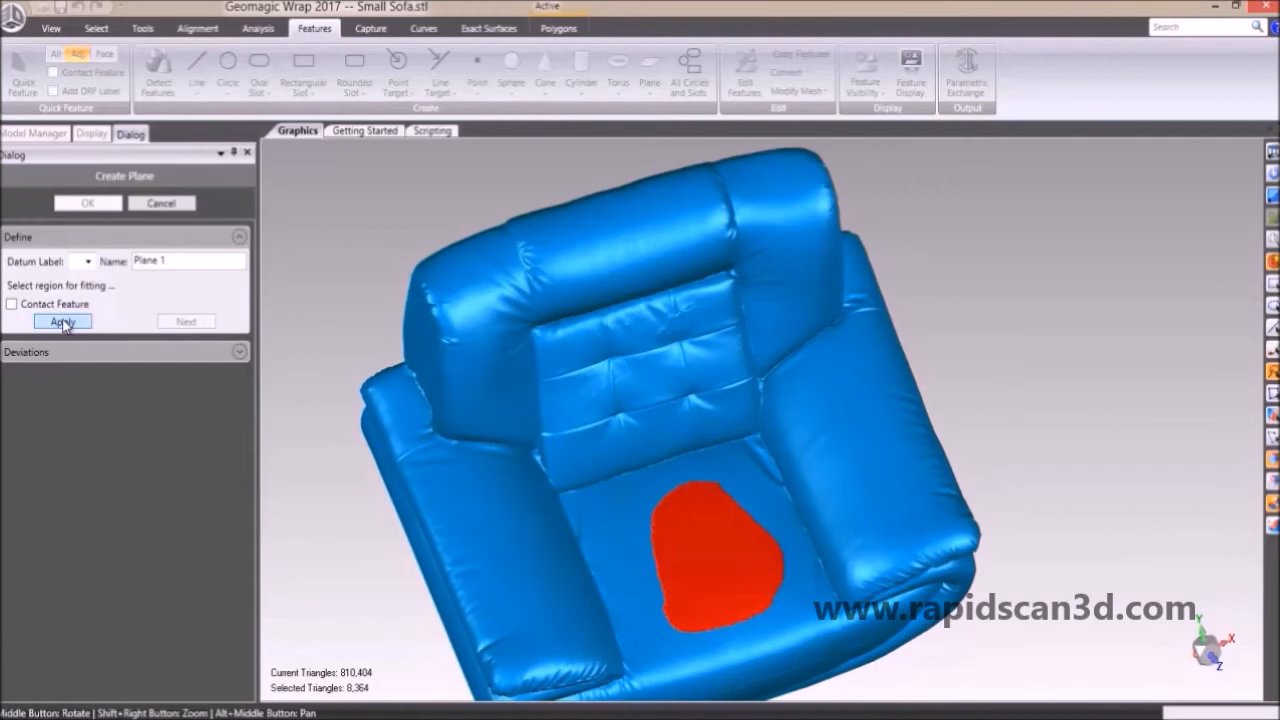 Geomagic Wrap 2017 -- Small Sofa.stl
Active
View Select Tools Alignment Analysis Features Capture Curves Exact Surfaces Polygons
Search
All Face
Contact Feature
Add DRF Label
Quick Feature
Quick Feature
Detect Features
Line
Circle
Oval Slot
Rectangular Slot
Rounded Slot
Point Target
Line Target
Point
Sphere
Cone
Cylinder
Torus
Plane
All Circles and Slots
Create
Edit Features
Copy Features
Convert
Modify Mesh
Edit
Feature Visibility
Feature Display
Display
Parametric Exchange
Output
Model Manager Display Dialog
Graphics Getting Started Scripting
Dialog
Create Plane
OK Cancel
Define
Datum Label: Name: Plane 1
Select region for fitting ...
Contact Feature
Apply Next
Deviations
www.rapidscan3d.com
Y
X
Z
Current Triangles: 810,404
Selected Triangles: 8,364
Middle Button: Rotate | Shift+Right Button: Zoom | Alt+Middle Button: Pan